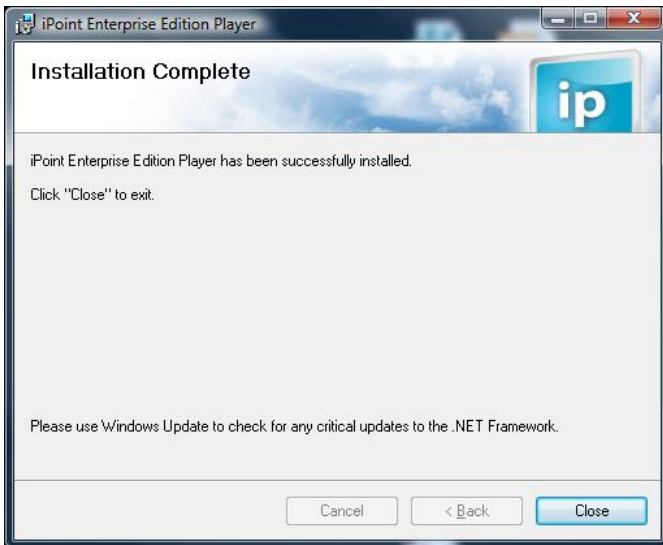 iPoint Enterprise Edition Player
Installation Complete
ip
iPoint Enterprise Edition Player has been successfully installed.
Click "Close" to exit.
Please use Windows Update to check for any critical updates to the .NET Framework.
Cancel
< Back
Close